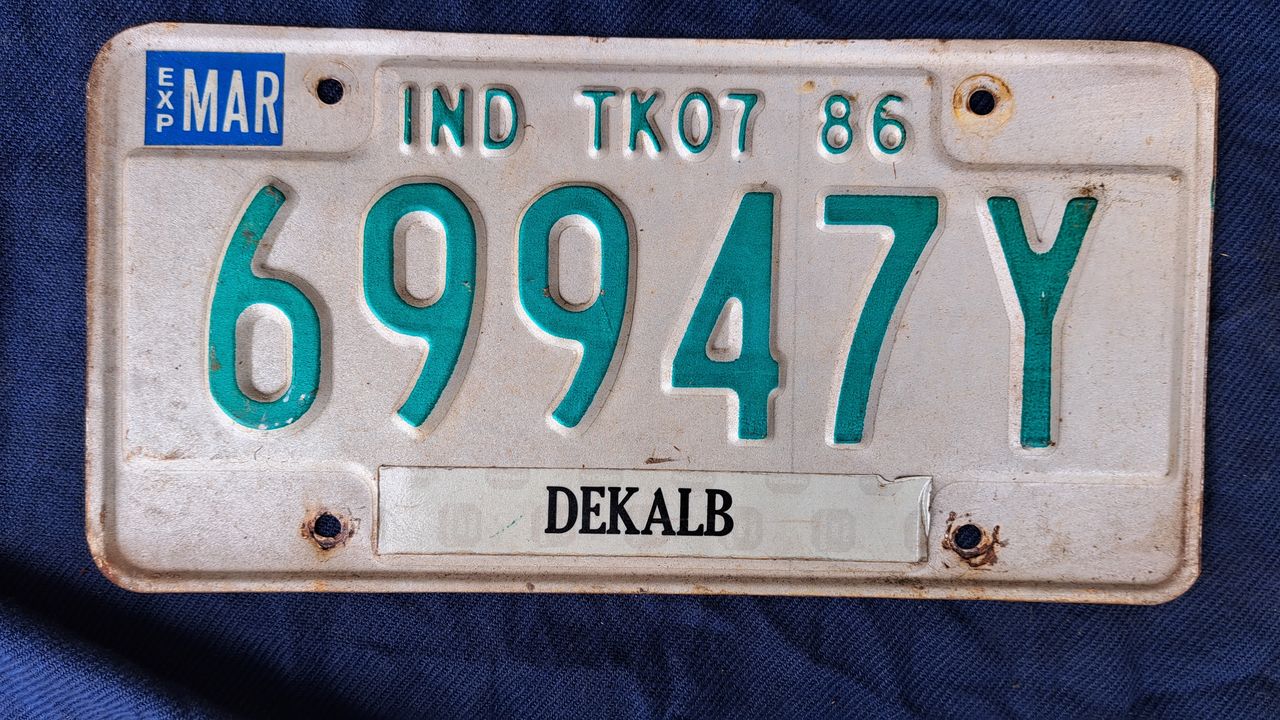 EXP MAR
IND TK07 86
69947Y
DEKALB